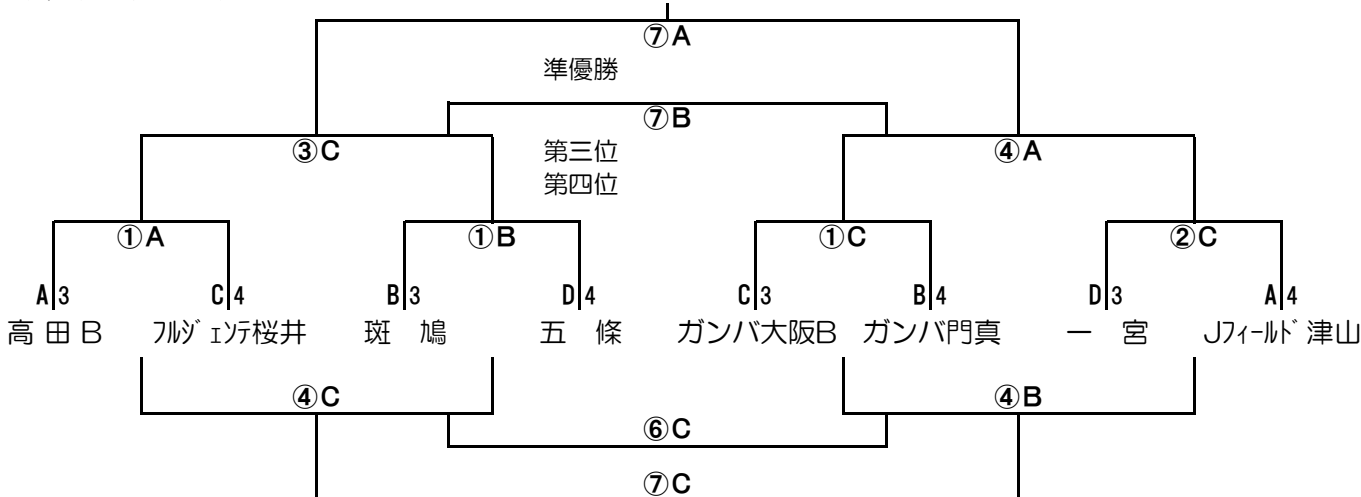 ⑦A
準優勝
⑦B
③C
第三位
④A
第四位
①A ①B ①C ②C
A 3 C 4 B 3 D 4 C 3 B 4 D 3 A 4
高田B ﾌﾙｼﾞｪﾝﾃ桜井 斑 鳩 五 條 ガンバ大阪B ガンバ門真 一 宮 Jﾌｨｰﾙﾄﾞ津山
④C ④B
⑥C
⑦C